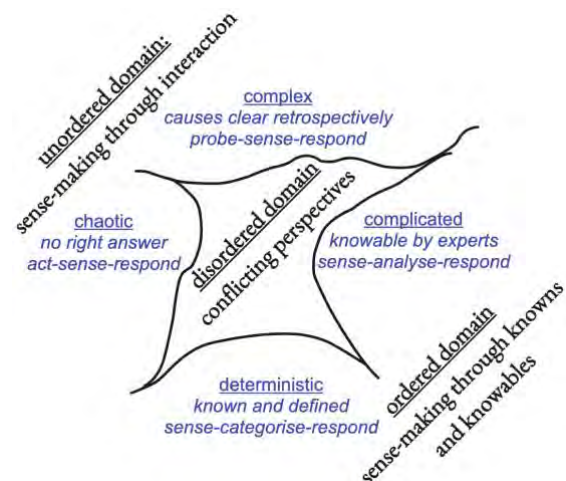 unordered domain:
sense-making through interaction
complex
causes clear retrospectively
probe-sense-respond
chaotic
no right answer
act-sense-respond
disordered domain
conflicting perspectives
complicated
knowable by experts
sense-analyse-respond
deterministic
known and defined
sense-categorise-respond
ordered domain
sense-making through knowns
and knowables